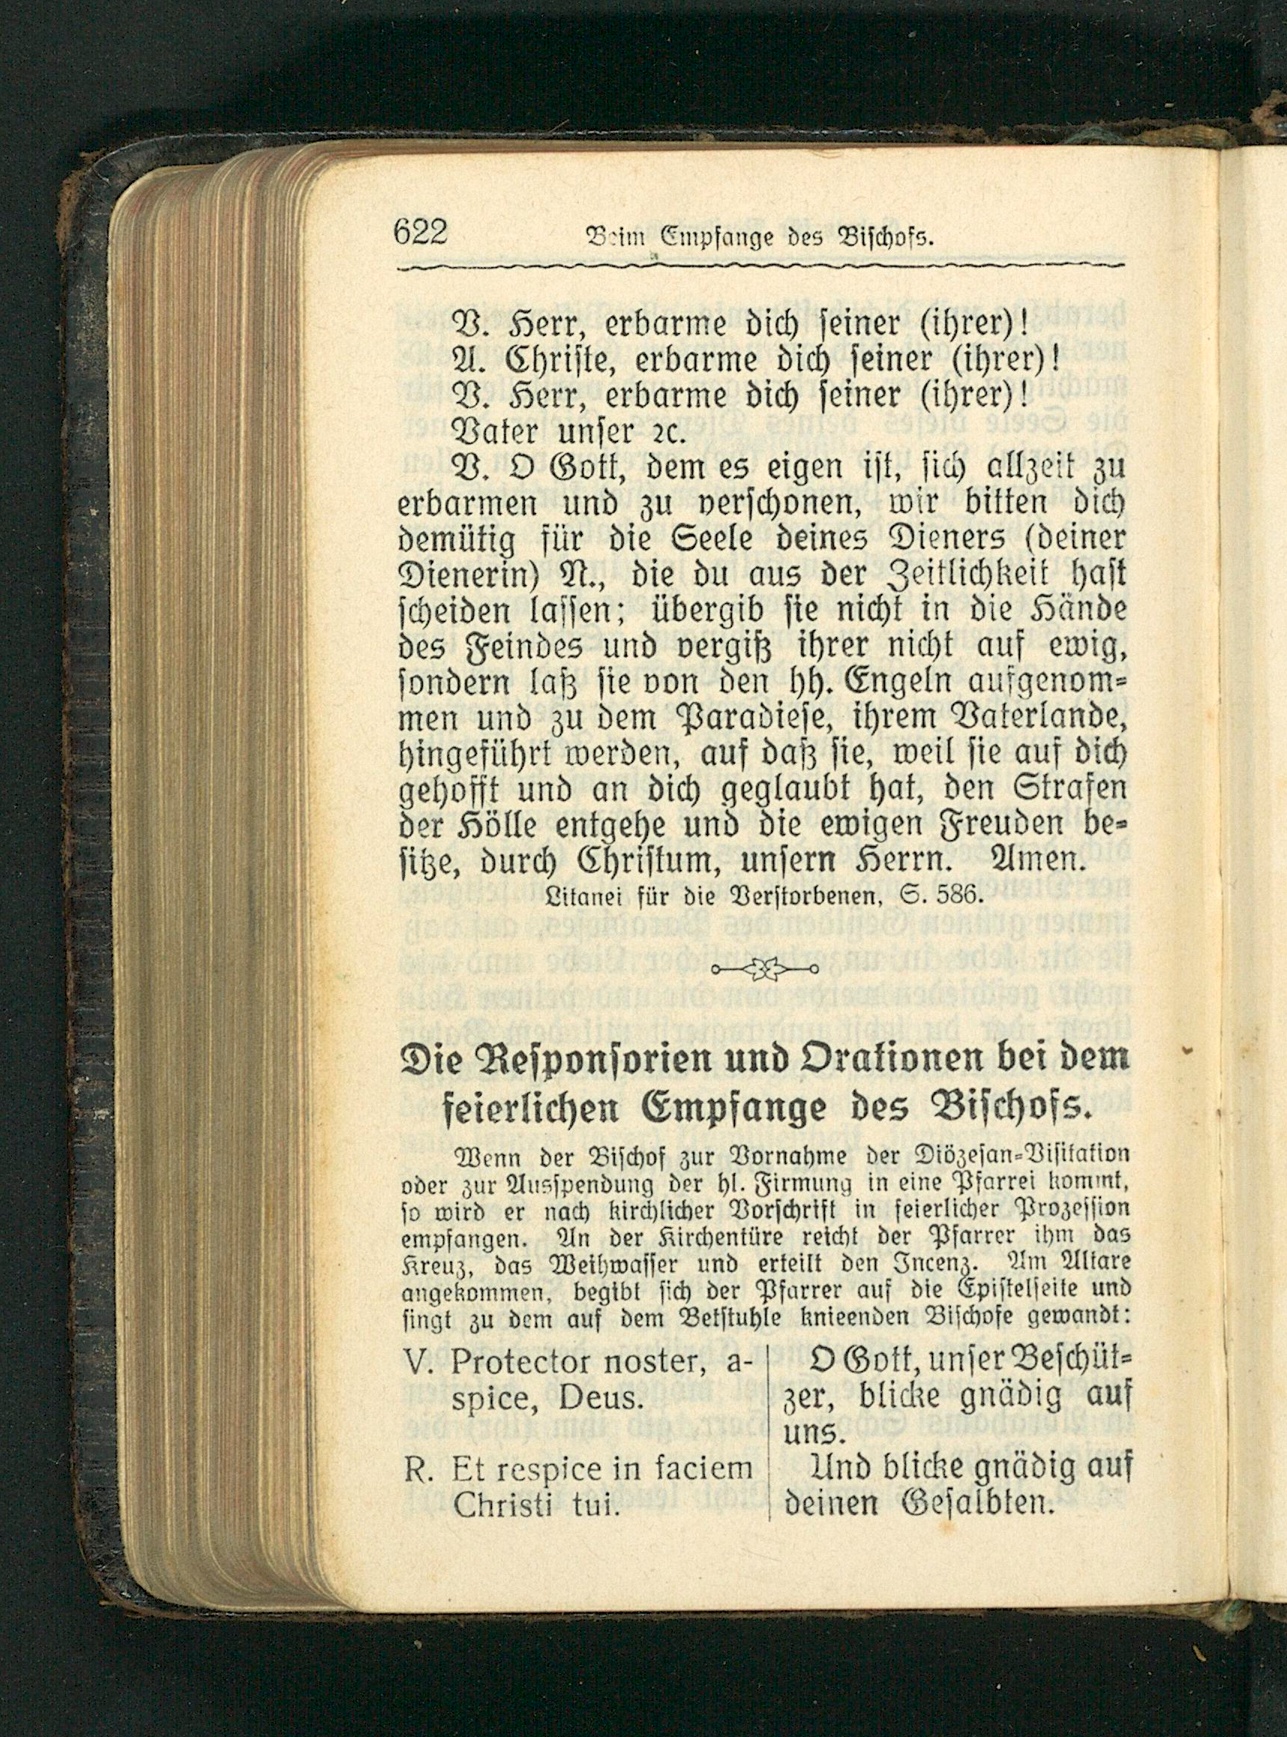 622
Beim Empfange des Bischofs.
V. Herr, erbarme dich seiner (ihrer)!
A. Christe, erbarme dich seiner (ihrer)!
V. Herr, erbarme dich seiner (ihrer)!
Vater unser ꝛc.
V. O Gott, dem es eigen ist, sich allzeit zu
erbarmen und zu verschonen, wir bitten dich
demütig für die Seele deines Dieners (deiner
Dienerin) N., die du aus der Zeitlichkeit hast
scheiden lassen; übergib sie nicht in die Hände
des Feindes und vergiß ihrer nicht auf ewig,
sondern laß sie von den hh. Engeln aufgenom-
men und zu dem Paradiese, ihrem Vaterlande,
hingeführt werden, auf daß sie, weil sie auf dich
gehofft und an dich geglaubt hat, den Strafen
der Hölle entgehe und die ewigen Freuden be-
sitze, durch Christum, unsern Herrn. Amen.
Litanei für die Verstorbenen, S. 586.
Die Responsorien und Orationen bei dem
feierlichen Empfange des Bischofs.
Wenn der Bischof zur Vornahme der Diözesan-Visitation
oder zur Ausspendung der hl. Firmung in eine Pfarrei kommt,
so wird er nach kirchlicher Vorschrift in feierlicher Prozession
empfangen. An der Kirchentüre reicht der Pfarrer ihm das
Kreuz, das Weihwasser und erteilt den Incenz. Am Altare
angekommen, begibt sich der Pfarrer auf die Epistelseite und
singt zu dem auf dem Betstuhle knieenden Bischofe gewandt:
V. Protector noster, a-
spice, Deus.
R. Et respice in faciem
Christi tui.
O Gott, unser Beschüt-
zer, blicke gnädig auf
uns.
Und blicke gnädig auf
deinen Gesalbten.